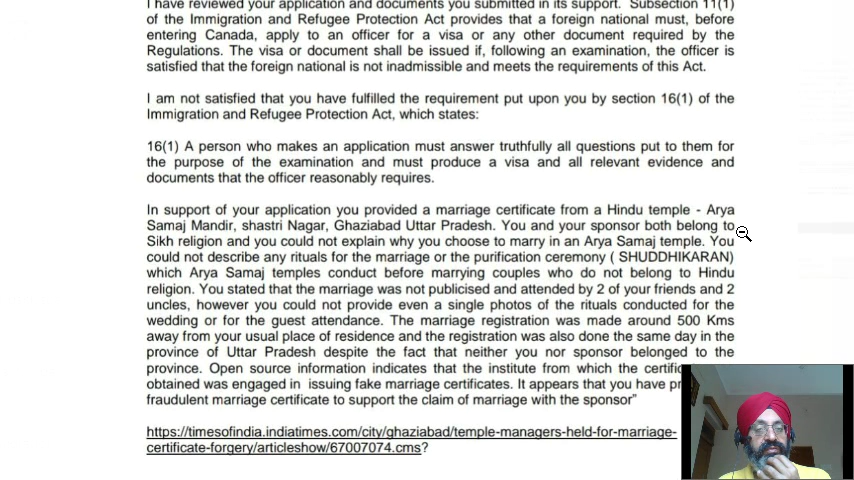 I have reviewed your application and documents you submitted in its support. Subsection 11(1)
of the Immigration and Refugee Protection Act provides that a foreign national must, before
entering Canada, apply to an officer for a visa or any other document required by the
Regulations. The visa or document shall be issued if, following an examination, the officer is
satisfied that the foreign national is not inadmissible and meets the requirements of this Act.
I am not satisfied that you have fulfilled the requirement put upon you by section 16(1) of the
Immigration and Refugee Protection Act, which states:
16(1) A person who makes an application must answer truthfully all questions put to them for
the purpose of the examination and must produce a visa and all relevant evidence and
documents that the officer reasonably requires.
In support of your application you provided a marriage certificate from a Hindu temple - Arya
Samaj Mandir, shastri Nagar, Ghaziabad Uttar Pradesh. You and your sponsor both belong to
Sikh religion and you could not explain why you choose to marry in an Arya Samaj temple. You
could not describe any rituals for the marriage or the purification ceremony ( SHUDDHIKARAN)
which Arya Samaj temples conduct before marrying couples who do not belong to Hindu
religion. You stated that the marriage was not publicised and attended by 2 of your friends and 2
uncles, however you could not provide even a single photos of the rituals conducted for the
wedding or for the guest attendance. The marriage registration was made around 500 Kms
away from your usual place of residence and the registration was also done the same day in the
province of Uttar Pradesh despite the fact that neither you nor sponsor belonged to the
province. Open source information indicates that the institute from which the
obtained was engaged in issuing fake marriage certificates. It appears that you have
fraudulent marriage certificate to support the claim of marriage with the sponsor"
https://timesofindia.indiatimes.com/city/ghaziabad/temple-managers-held-for-marriage-
certificate-forgery/articleshow/67007074.cms?